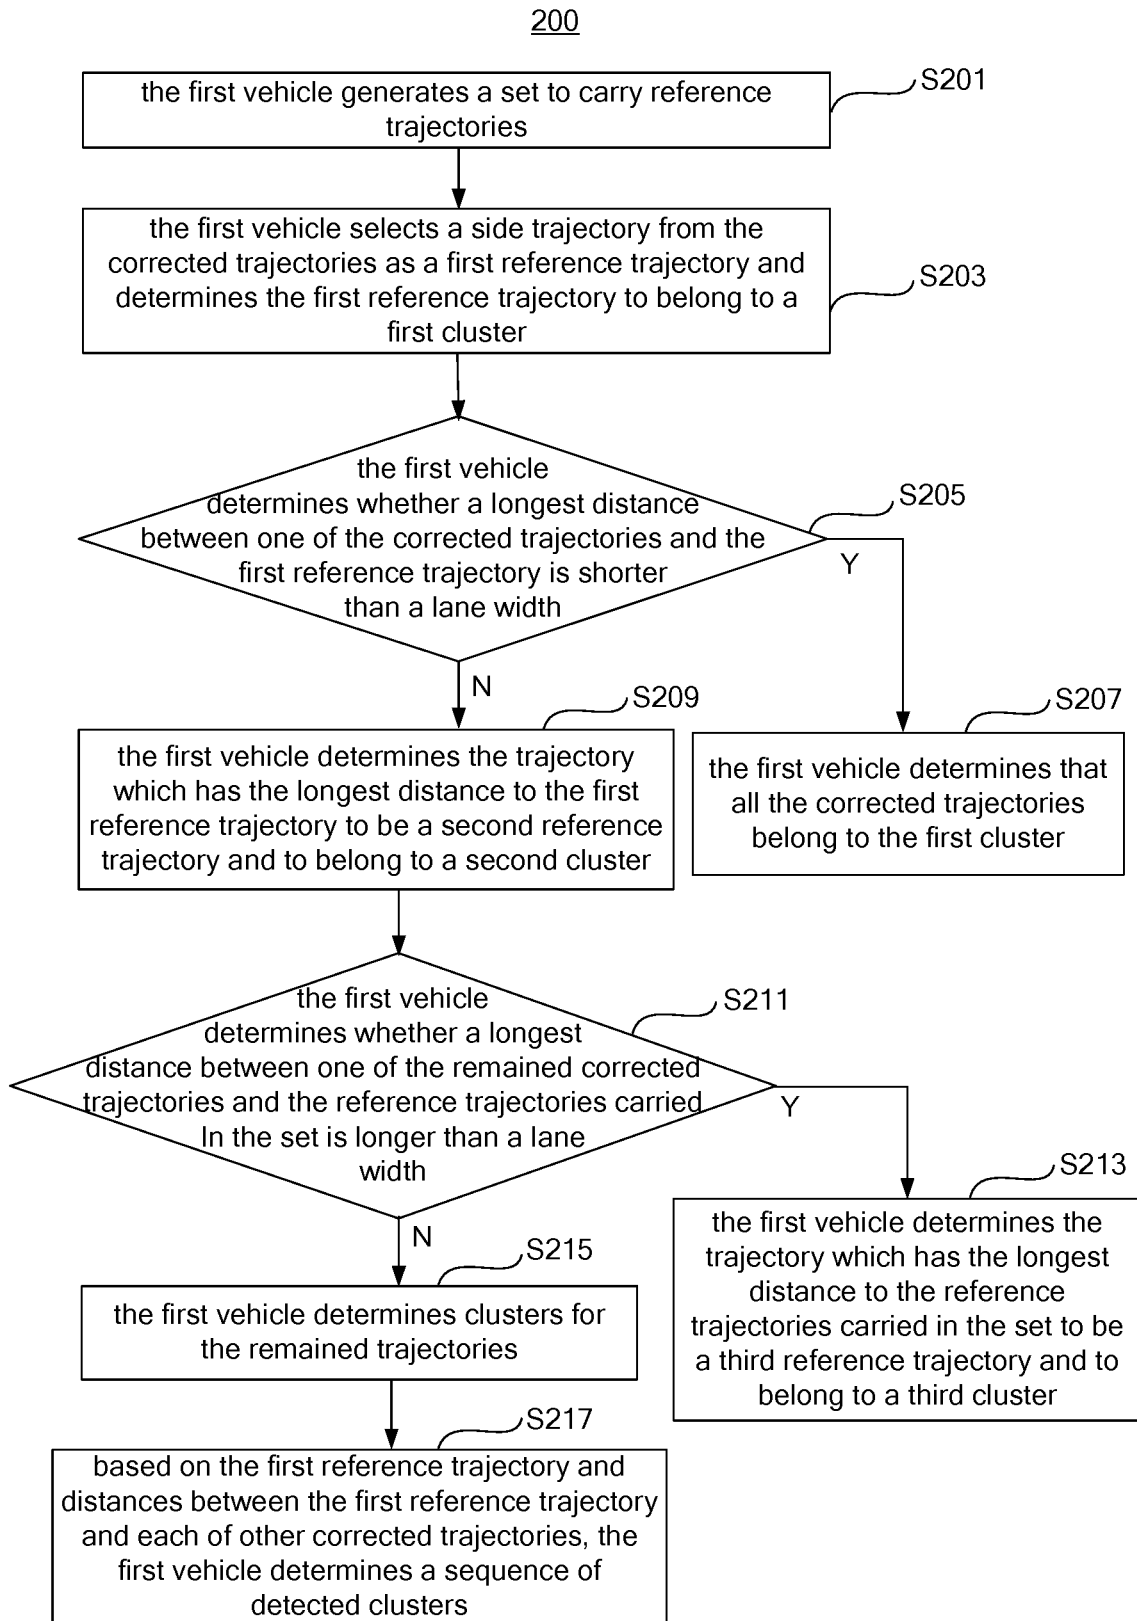 200
the first vehicle generates a set to carry reference
trajectories
S201
the first vehicle selects a side trajectory from the
corrected trajectories as a first reference trajectory and
determines the first reference trajectory to belong to a
first cluster
S203
the first vehicle
determines whether a longest distance
between one of the corrected trajectories and the
first reference trajectory is shorter
than a lane width
S205
Y
N
S209
S207
the first vehicle determines the trajectory
which has the longest distance to the first
reference trajectory to be a second reference
trajectory and to belong to a second cluster
the first vehicle determines that
all the corrected trajectories
belong to the first cluster
the first vehicle
determines whether a longest
distance between one of the remained corrected
trajectories and the reference trajectories carried
In the set is longer than a lane
width
S211
Y
N
S213
S215
the first vehicle determines the
trajectory which has the longest
distance to the reference
trajectories carried in the set to be
a third reference trajectory and to
belong to a third cluster
the first vehicle determines clusters for
the remained trajectories
S217
based on the first reference trajectory and
distances between the first reference trajectory
and each of other corrected trajectories, the
first vehicle determines a sequence of
detected clusters